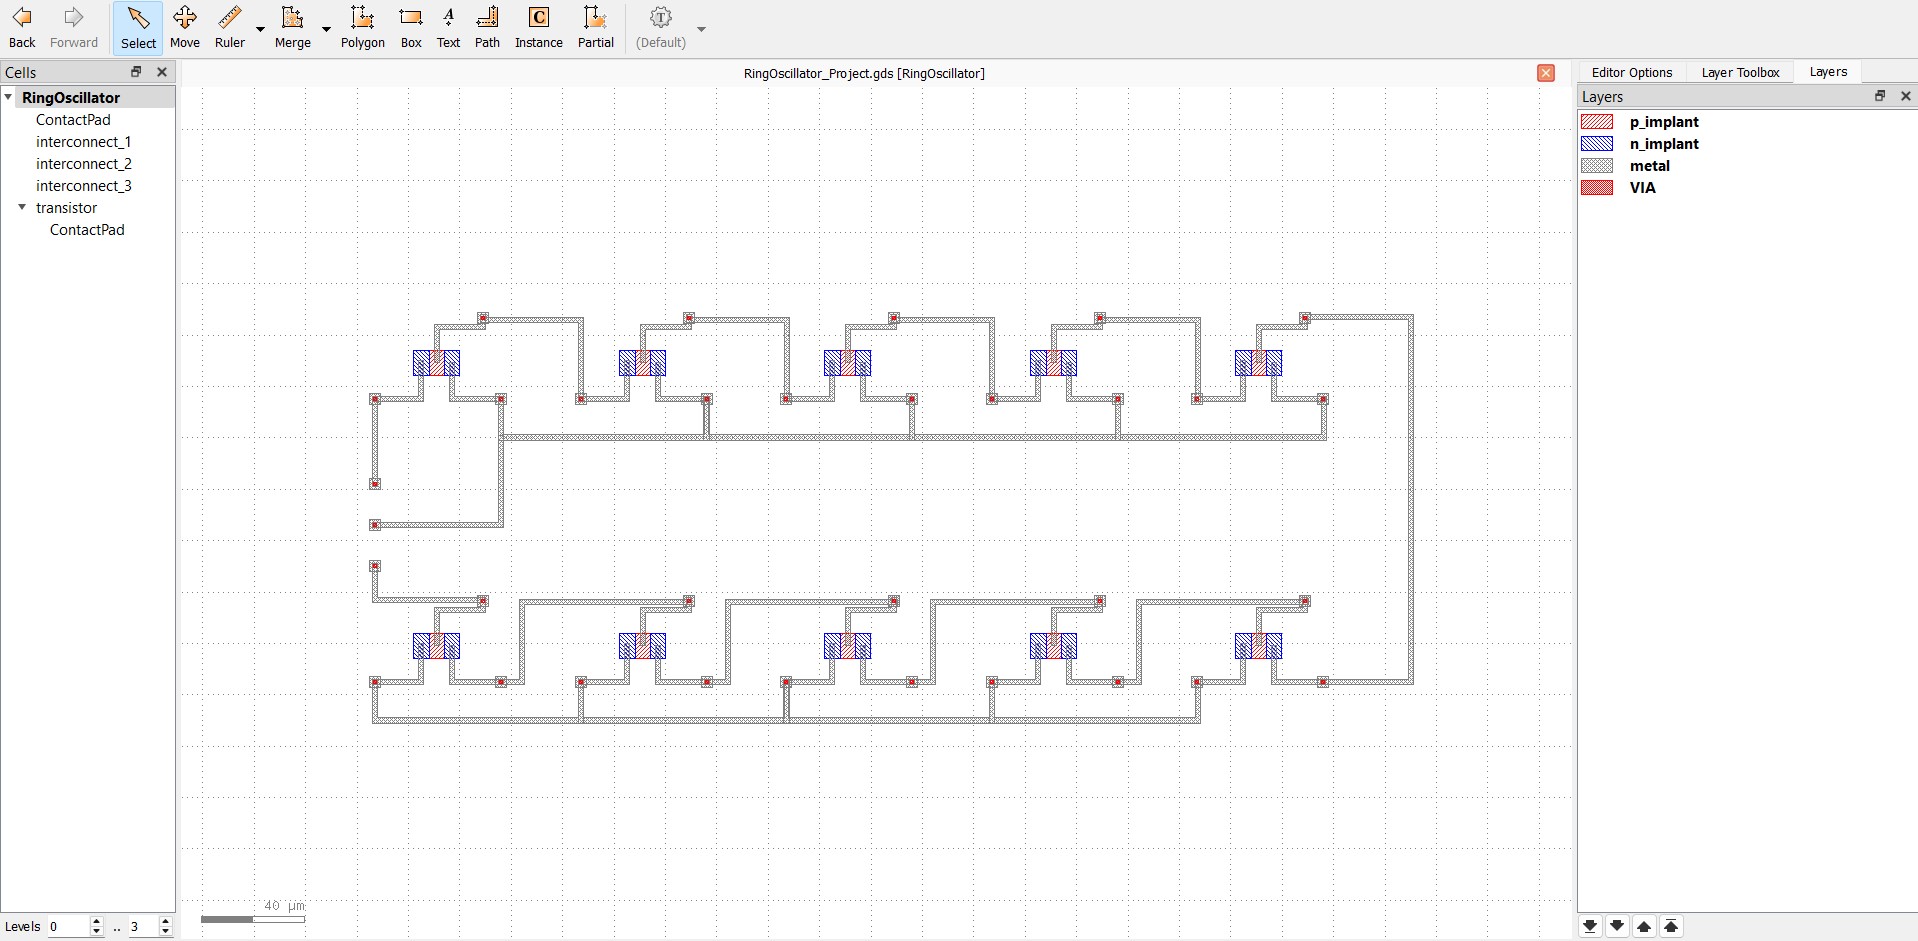 Back Forward Select Move Ruler Merge Polygon Box Text Path Instance Partial (Default)
Cells
RingOscillator_Project.gds [RingOscillator]
Editor Options Layer Toolbox Layers
RingOscillator
ContactPad
interconnect_1
interconnect_2
interconnect_3
transistor
ContactPad
Layers
p_implant
n_implant
metal
VIA
40 μm
Levels 0 .. 3